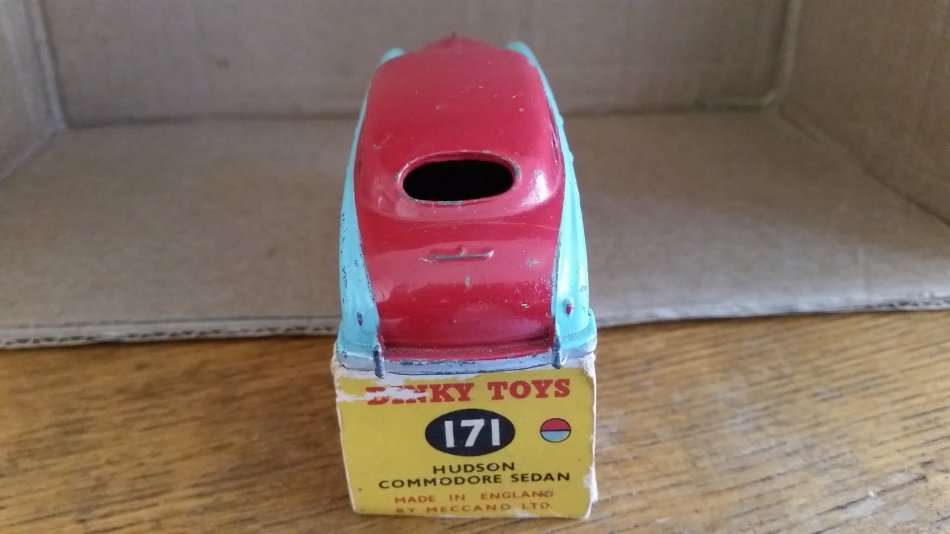 DINKY TOYS
171
HUDSON
COMMODORE SEDAN
MADE IN ENGLAND
BY MECCANO LTD.